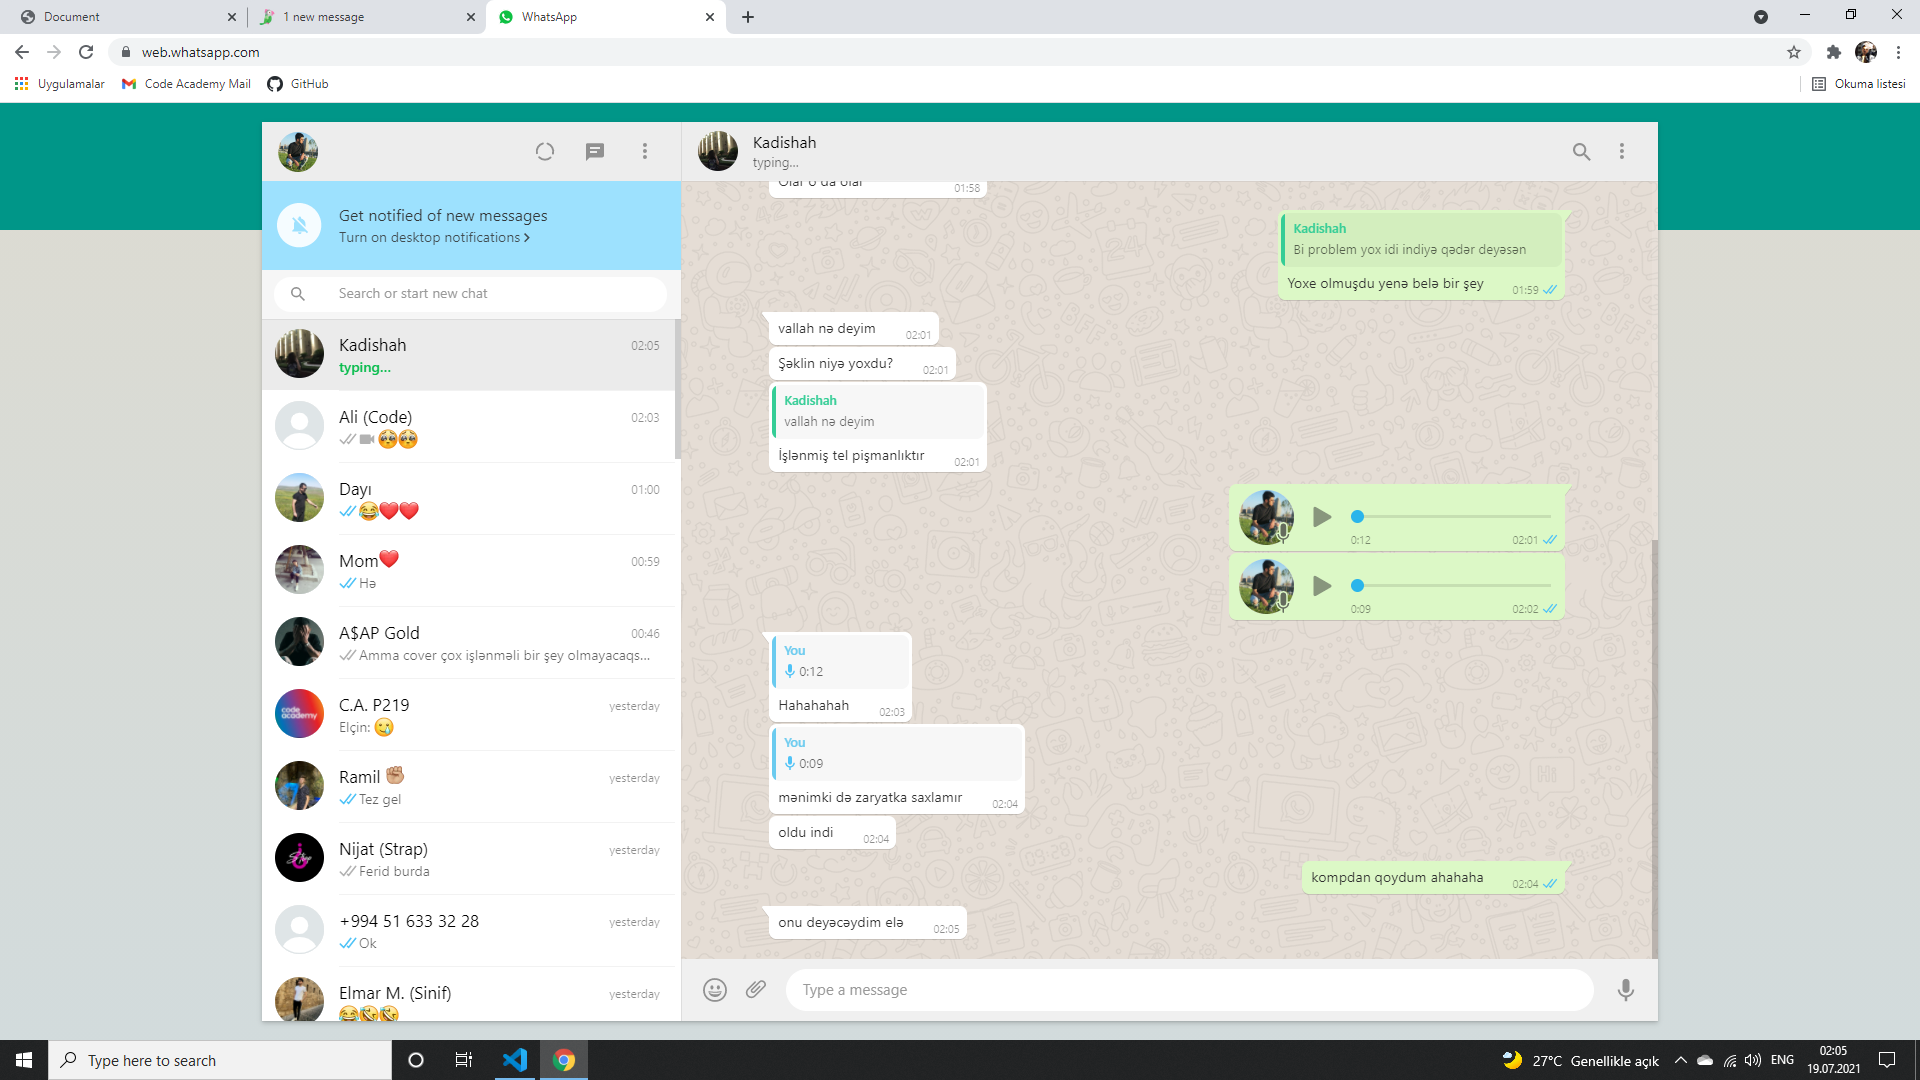 Document
1 new message
WhatsApp
web.whatsapp.com
Uygulamalar
Code Academy Mail
GitHub
Okuma listesi
Get notified of new messages
Turn on desktop notifications
Search or start new chat
Kadishah 02:05
typing...
Ali (Code) 02:03
Dayı 01:00
Mom 00:59
Hə
A$AP Gold 00:46
Amma cover çox işlənməli bir şey olmayacaqs...
code academy
C.A. P219 yesterday
Elçin:
Ramil yesterday
Tez gel
Nijat (Strap) yesterday
Ferid burda
+994 51 633 32 28 yesterday
Ok
Elmar M. (Sinif) yesterday
Kadishah
typing...
Olar o da olar 01:58
Kadishah
Bi problem yox idi indiyə qədər deyəsən
Yoxe olmuşdu yenə belə bir şey 01:59
vallah nə deyim 02:01
Şəklin niyə yoxdu? 02:01
Kadishah
vallah nə deyim
İşlənmiş tel pişmanlıktır 02:01
0:12 02:01
0:09 02:02
You
0:12
Hahahahah 02:03
You
0:09
mənimki də zaryatka saxlamır 02:04
oldu indi 02:04
kompdan qoydum ahahaha 02:04
onu deyəcəydim elə 02:05
Type a message
Type here to search
27°C Genellikle açık
ENG
02:05
19.07.2021